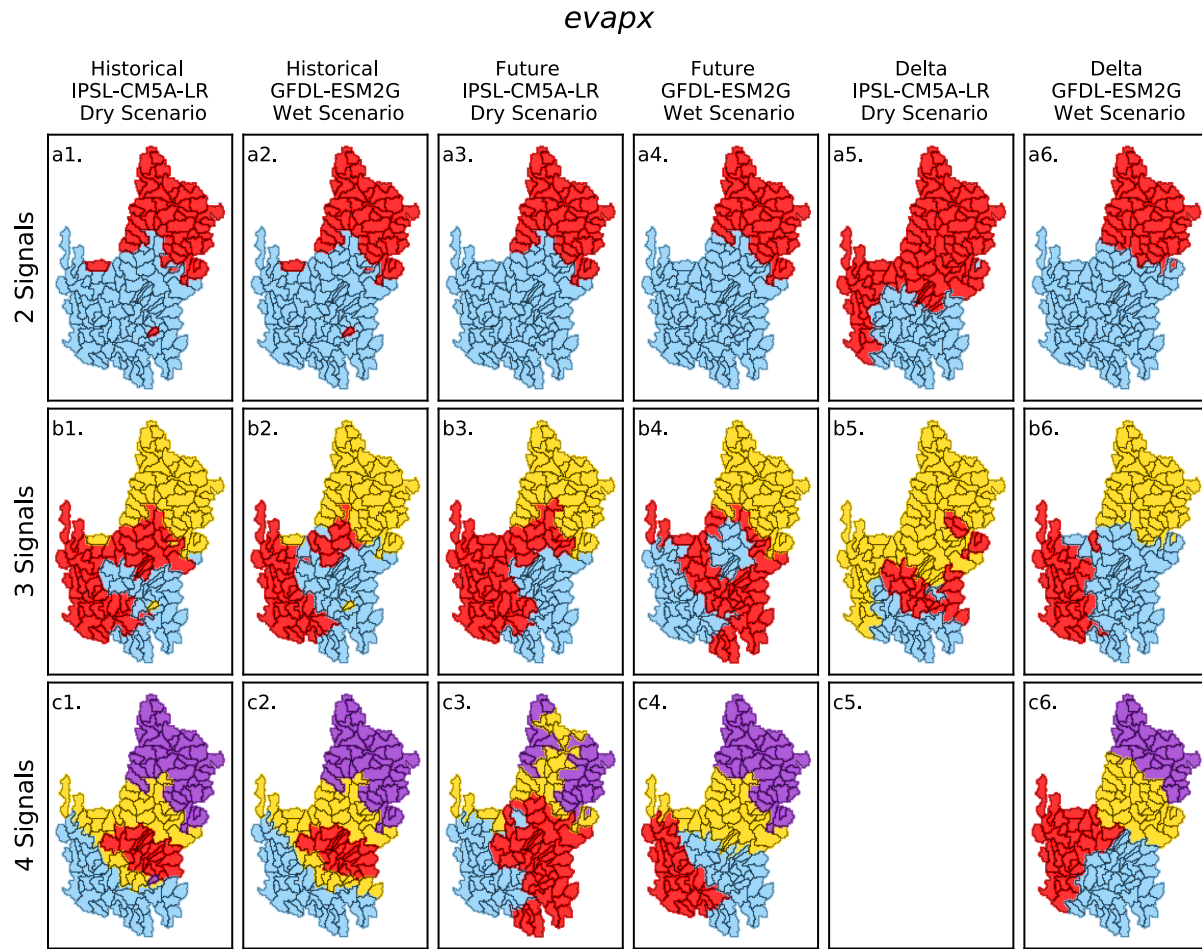 evapx
Historical
IPSL-CM5A-LR
Dry Scenario
Historical
GFDL-ESM2G
Wet Scenario
Future
IPSL-CM5A-LR
Dry Scenario
Future
GFDL-ESM2G
Wet Scenario
Delta
IPSL-CM5A-LR
Dry Scenario
Delta
GFDL-ESM2G
Wet Scenario
2 Signals
a1.
a2.
a3.
a4.
a5.
a6.
3 Signals
b1.
b2.
b3.
b4.
b5.
b6.
4 Signals
c1.
c2.
c3.
c4.
c5.
c6.